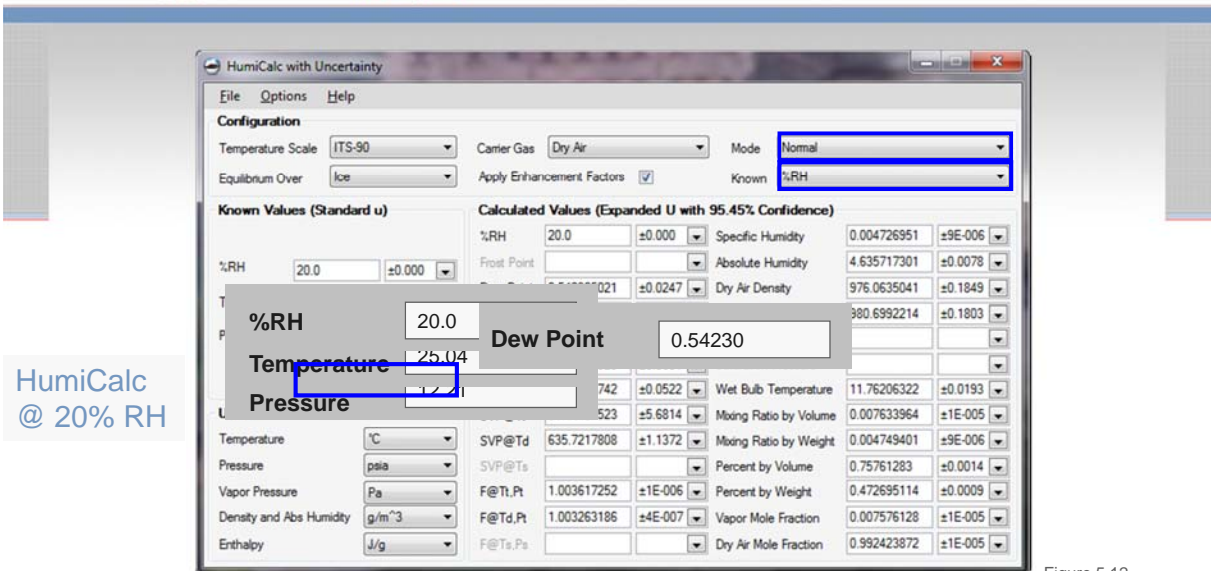 HumiCalc with Uncertainty
File Options Help
Configuration
Temperature Scale ITS-90 Carrier Gas Dry Air Mode Normal
Equilibrium Over Ice Apply Enhancement Factors Known %RH
Known Values (Standard u) Calculated Values (Expanded U with 95.45% Confidence)
%RH 20.0 ±0.000 Specific Humidity 0.004726951 ±9E-006
%RH 20.0 ±0.000 Frost Point Absolute Humidity 4.635717301 ±0.0078
021 ±0.0247 Dry Air Density 976.0635041 ±0.1849
%RH 20.0 980.6992214 ±0.1803
Dew Point 0.54230
Temperature 25.04
HumiCalc
@ 20% RH
Pressure 12.21
742 ±0.0522 Wet Bulb Temperature 11.76206322 ±0.0193
523 ±5.6814 Mixing Ratio by Volume 0.007633964 ±1E-005
Temperature °C SVP@Td 635.7217808 ±1.1372 Mixing Ratio by Weight 0.004749401 ±9E-006
Pressure psia SVP@Ts Percent by Volume 0.75761283 ±0.0014
Vapor Pressure Pa F@Tt,Pt 1.003617252 ±1E-006 Percent by Weight 0.472695114 ±0.0009
Density and Abs Humidity g/m^3 F@Td,Pt 1.003263186 ±4E-007 Vapor Mole Fraction 0.007576128 ±1E-005
Enthalpy J/g F@Ts,Ps Dry Air Mole Fraction 0.992423872 ±1E-005